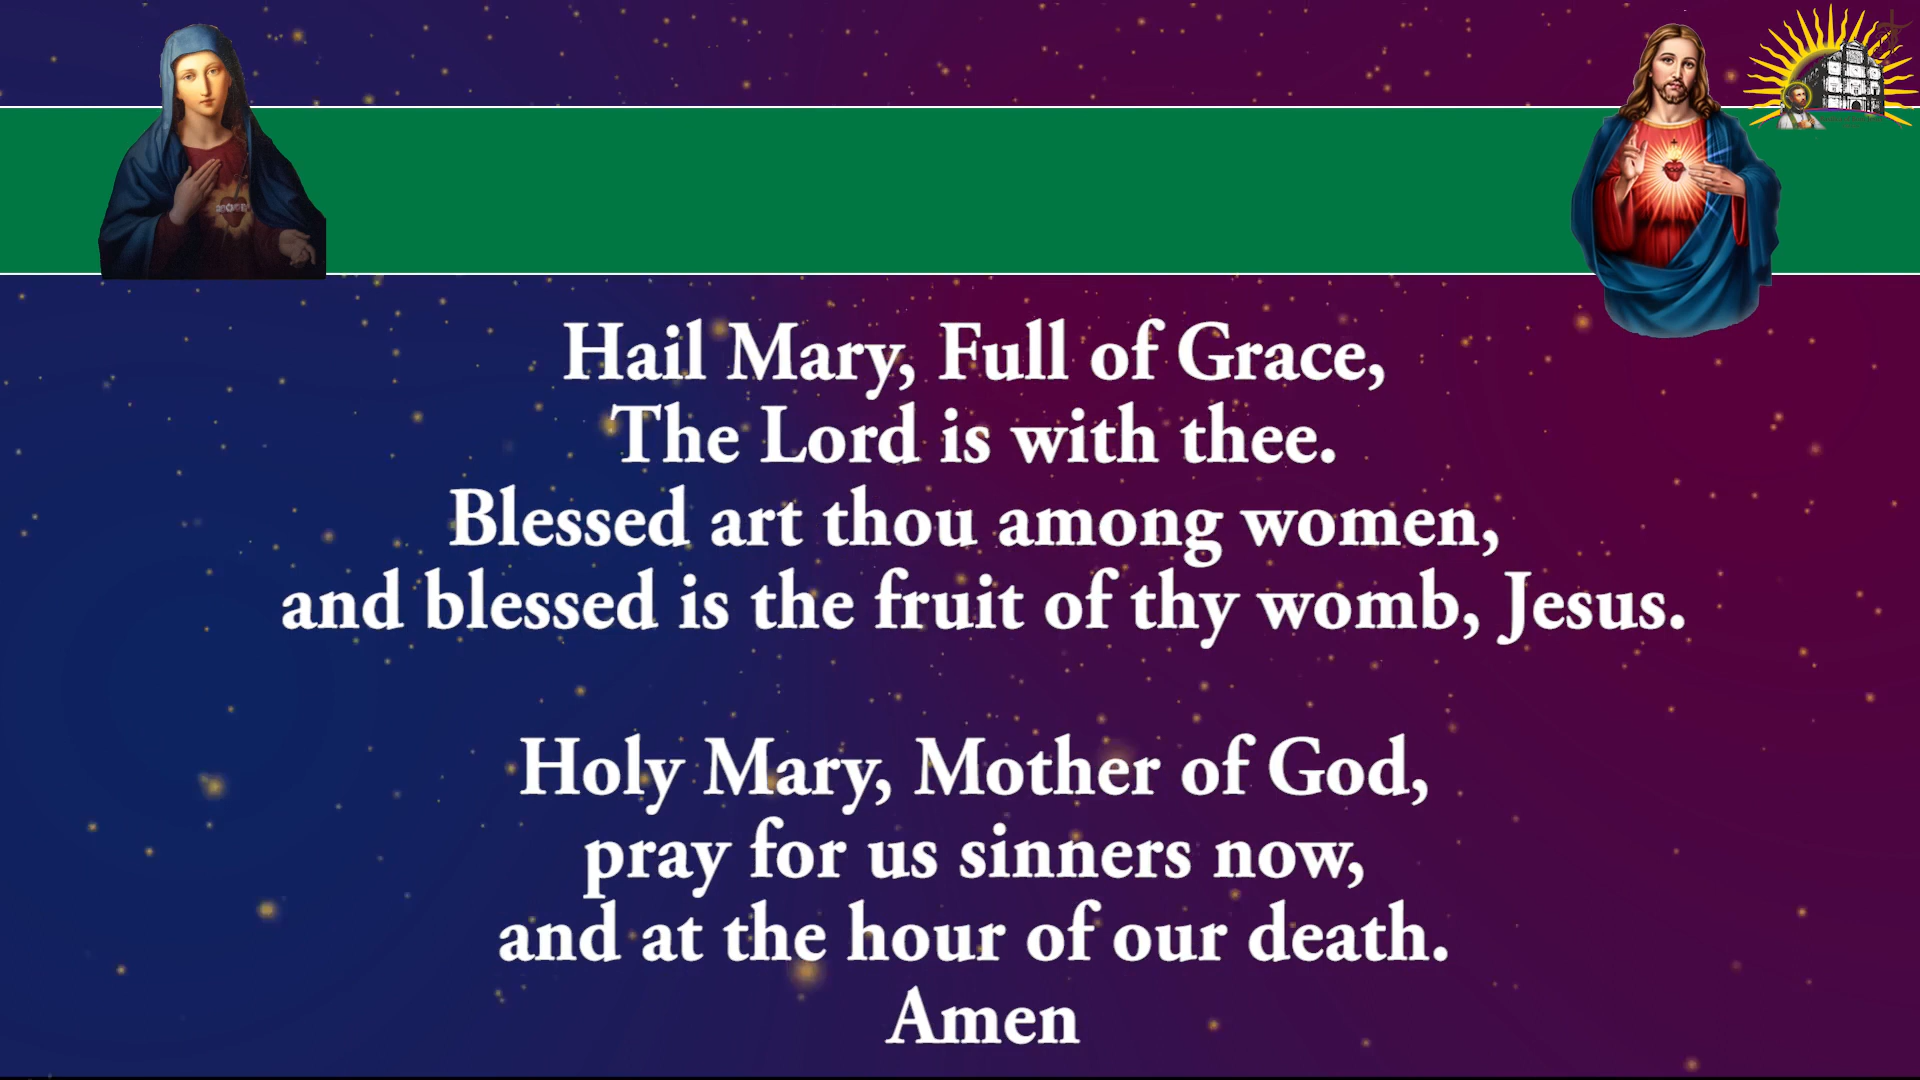 Hail Mary, Full of Grace,
The Lord is with thee.
Blessed art thou among women,
and blessed is the fruit of thy womb, Jesus.
Holy Mary, Mother of God,
pray for us sinners now,
and at the hour of our death.
Amen